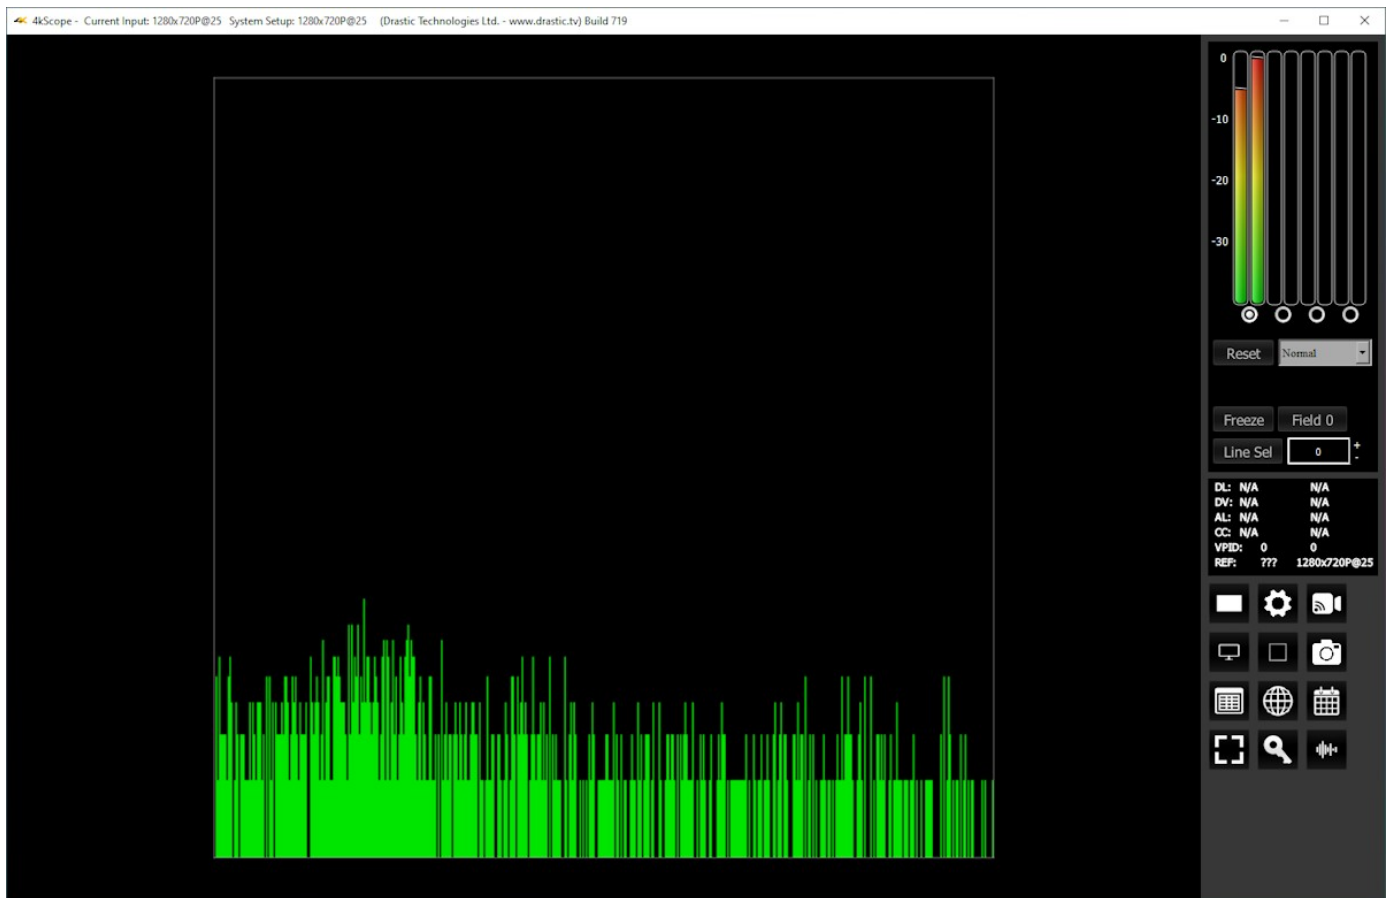 4K 4kScope - Current Input: 1280x720P@25 System Setup: 1280x720P@25 (Drastic Technologies Ltd. - www.drastic.tv) Build 719
0
-10
-20
-30
Reset Normal
Freeze Field 0
Line Sel 0 + -
DL: N/A N/A
DV: N/A N/A
AL: N/A N/A
CC: N/A N/A
VPID: 0 0
REF: ??? 1280x720P@25